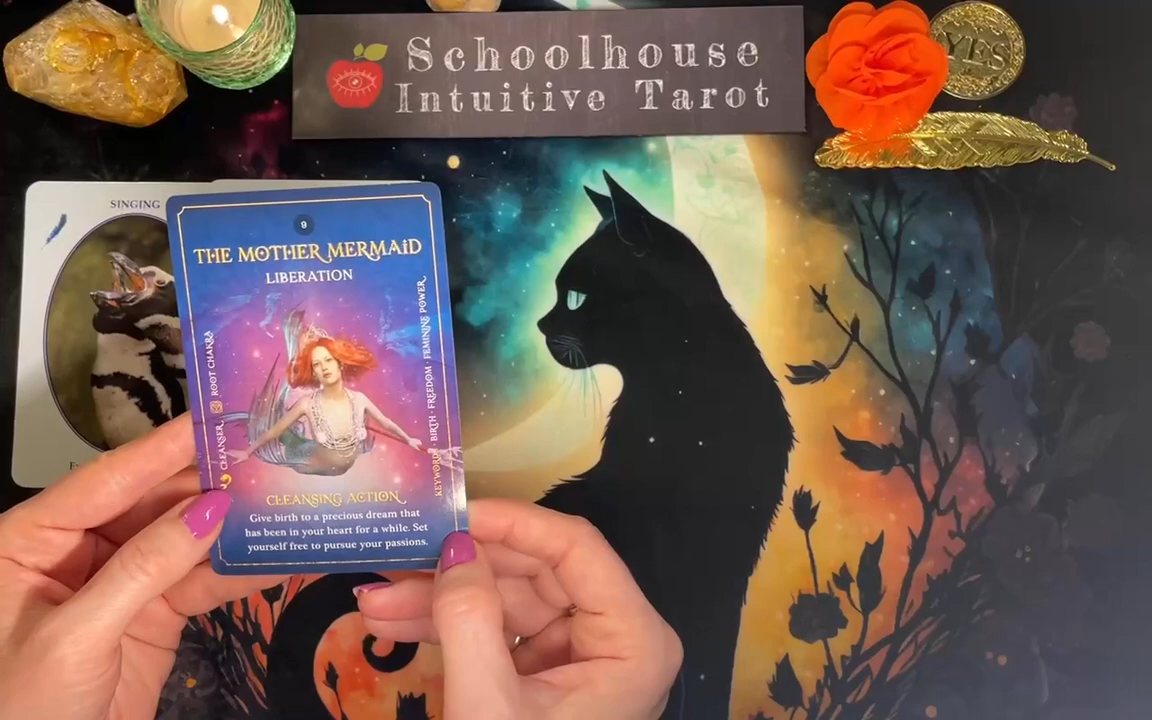 Schoolhouse
Intuitive Tarot
YES
SINGING
9
THE MOTHER MERMAID
LIBERATION
CLEANSER
ROOT CHAKRA
KEYWORDS · BIRTH · FREEDOM · FEMININE POWER
CLEANSING ACTION
Give birth to a precious dream that
has been in your heart for a while. Set
yourself free to pursue your passions.